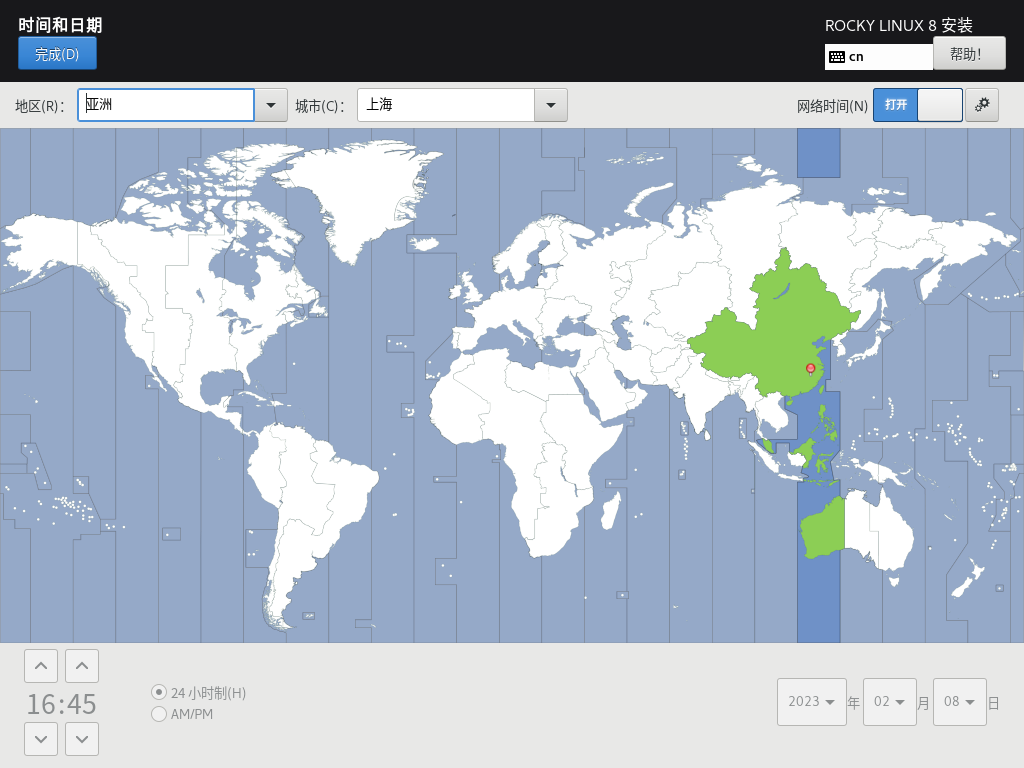 时间和日期
ROCKY LINUX 8 安装
完成(D)
cn
帮助!
地区(R):
亚洲
城市(C):
上海
网络时间(N)
打开
16:45
24 小时制(H)
AM/PM
2023 年 02 月 08 日